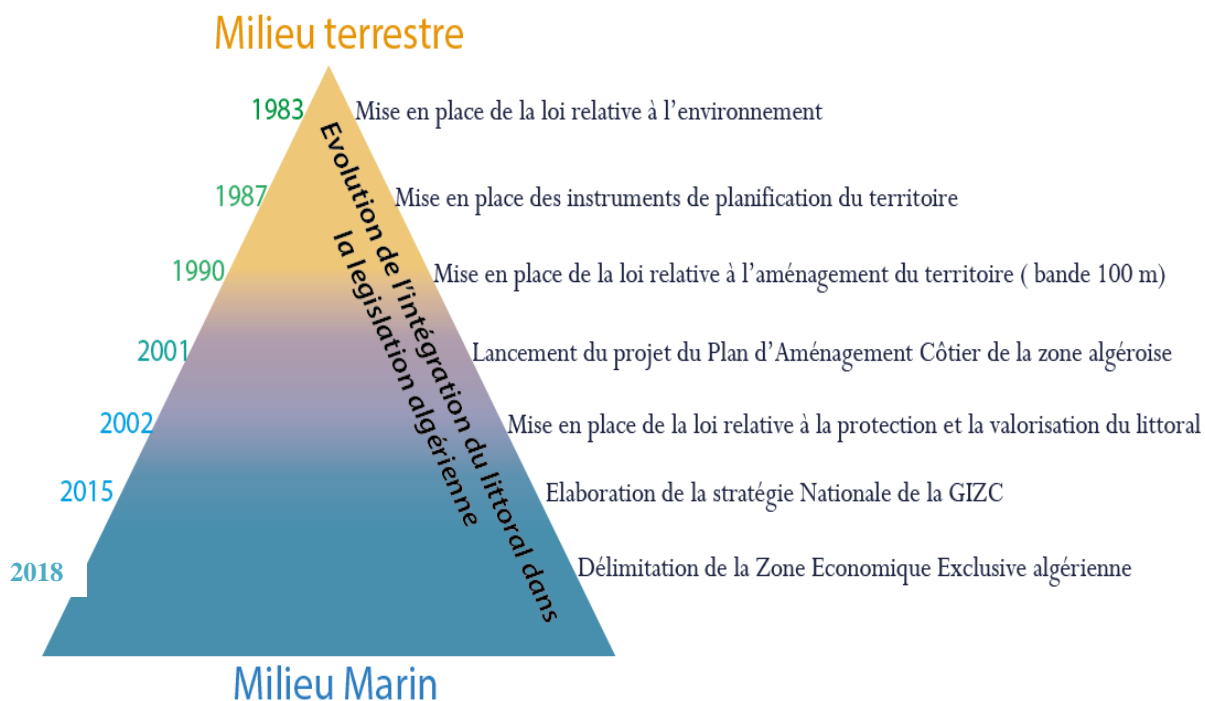 Milieu terrestre
1983 Mise en place de la loi relative à l’environnement
1987 Mise en place des instruments de planification du territoire
1990 Mise en place de la loi relative à l’aménagement du territoire ( bande 100 m)
2001 Lancement du projet du Plan d’Aménagement Côtier de la zone algéroise
2002 Mise en place de la loi relative à la protection et la valorisation du littoral
2015 Elaboration de la stratégie Nationale de la GIZC
2018 Délimitation de la Zone Economique Exclusive algérienne
Evolution de l'intégration du littoral dans
la legislation algérienne
Milieu Marin